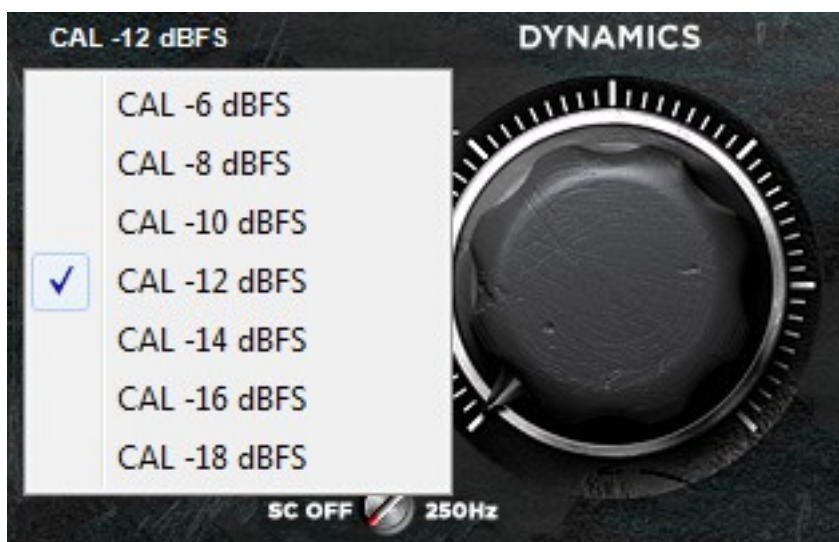 CAL -12 dBFS
DYNAMICS
CAL -6 dBFS
CAL -8 dBFS
CAL -10 dBFS
CAL -12 dBFS
CAL -14 dBFS
CAL -16 dBFS
CAL -18 dBFS
SC OFF 250Hz